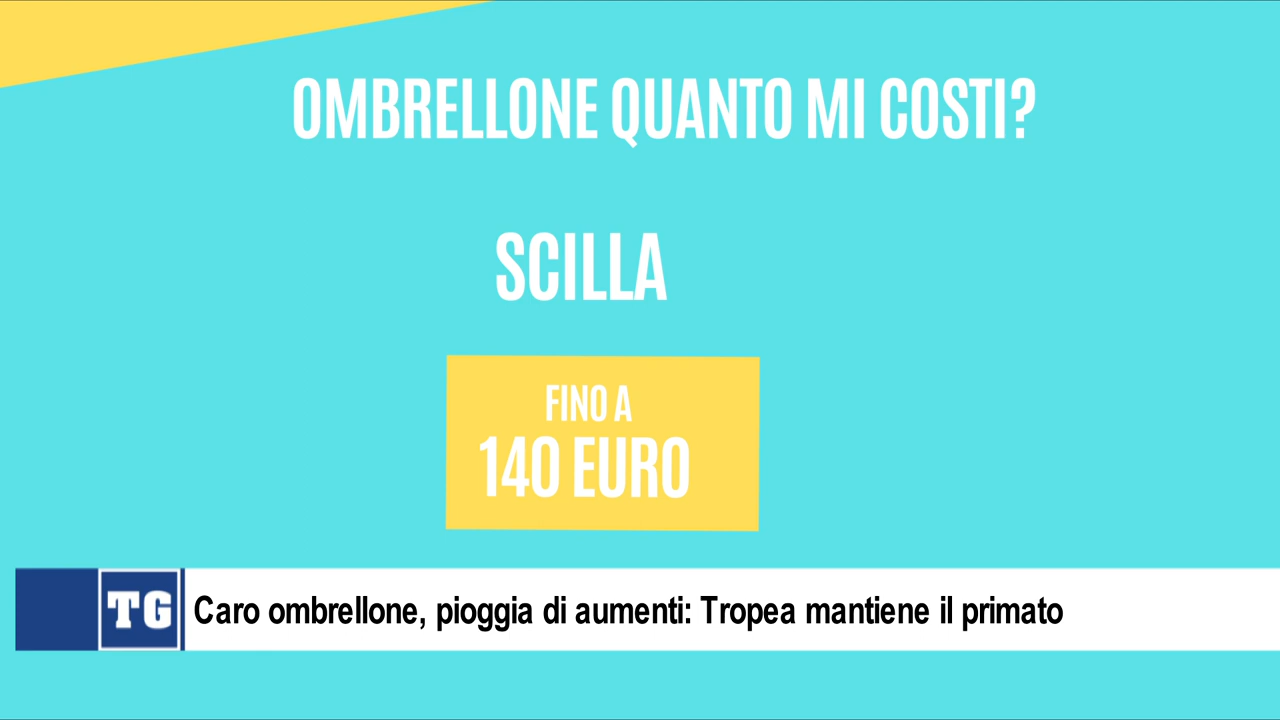 OMBRELLONE QUANTO MI COSTI?
SCILLA
FINO A
140 EURO
TG
Caro ombrellone, pioggia di aumenti: Tropea mantiene il primato